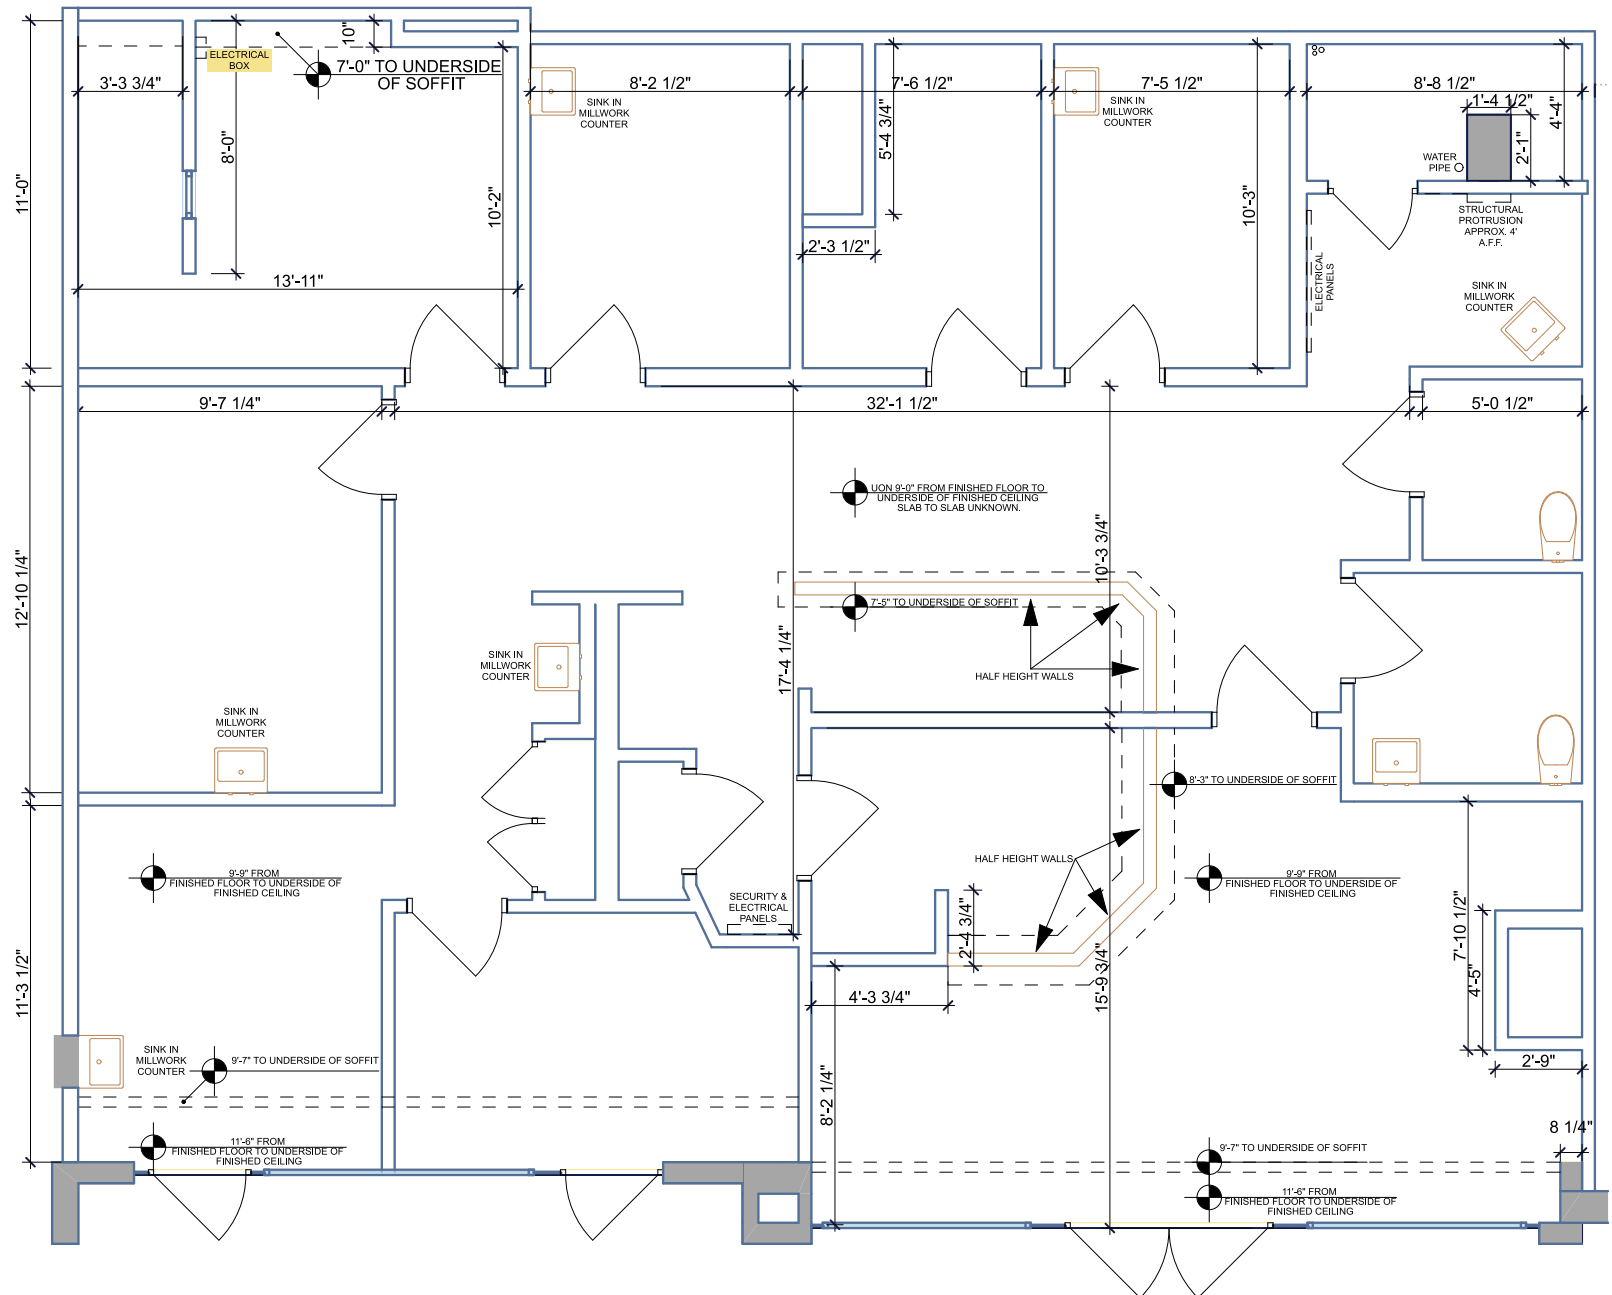 10"
ELECTRICAL
BOX
7'-0" TO UNDERSIDE
OF SOFFIT
3'-3 3/4"
8'-0"
11'-0"
10'-2"
13'-11"
8'-2 1/2"
SINK IN
MILLWORK
COUNTER
7'-6 1/2"
5'-4 3/4"
2'-3 1/2"
7'-5 1/2"
SINK IN
MILLWORK
COUNTER
10'-3"
8'-8 1/2"
1'-4 1/2"
4'-4"
2'-1"
WATER
PIPE
STRUCTURAL
PROTRUSION
APPROX. 4'
A.F.F.
ELECTRICAL
PANELS
SINK IN
MILLWORK
COUNTER
9'-7 1/4"
32'-1 1/2"
5'-0 1/2"
12'-10 1/4"
UON 9'-0" FROM FINISHED FLOOR TO
UNDERSIDE OF FINISHED CEILING
SLAB TO SLAB UNKNOWN.
10'-3 3/4"
7'-5" TO UNDERSIDE OF SOFFIT
17'-4 1/4"
HALF HEIGHT WALLS
SINK IN
MILLWORK
COUNTER
SINK IN
MILLWORK
COUNTER
8'-3" TO UNDERSIDE OF SOFFIT
HALF HEIGHT WALLS
9'-9" FROM
FINISHED FLOOR TO UNDERSIDE OF
FINISHED CEILING
9'-9" FROM
FINISHED FLOOR TO UNDERSIDE OF
FINISHED CEILING
SECURITY &
ELECTRICAL
PANELS
2'-4 3/4"
7'-10 1/2"
4'-5"
11'-3 1/2"
4'-3 3/4"
15'-9 3/4"
2'-9"
SINK IN
MILLWORK
COUNTER
9'-7" TO UNDERSIDE OF SOFFIT
8'-2 1/4"
8 1/4"
11'-6" FROM
FINISHED FLOOR TO UNDERSIDE OF
FINISHED CEILING
9'-7" TO UNDERSIDE OF SOFFIT
11'-6" FROM
FINISHED FLOOR TO UNDERSIDE OF
FINISHED CEILING